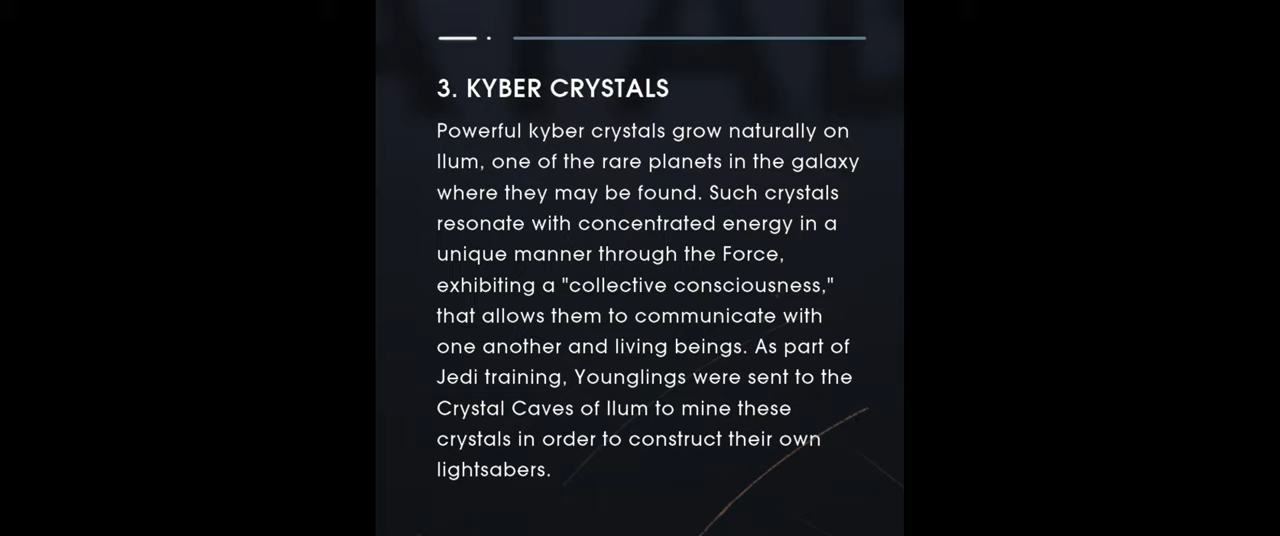 3. KYBER CRYSTALS
Powerful kyber crystals grow naturally on
Ilum, one of the rare planets in the galaxy
where they may be found. Such crystals
resonate with concentrated energy in a
unique manner through the Force,
exhibiting a "collective consciousness,"
that allows them to communicate with
one another and living beings. As part of
Jedi training, Younglings were sent to the
Crystal Caves of Ilum to mine these
crystals in order to construct their own
lightsabers.